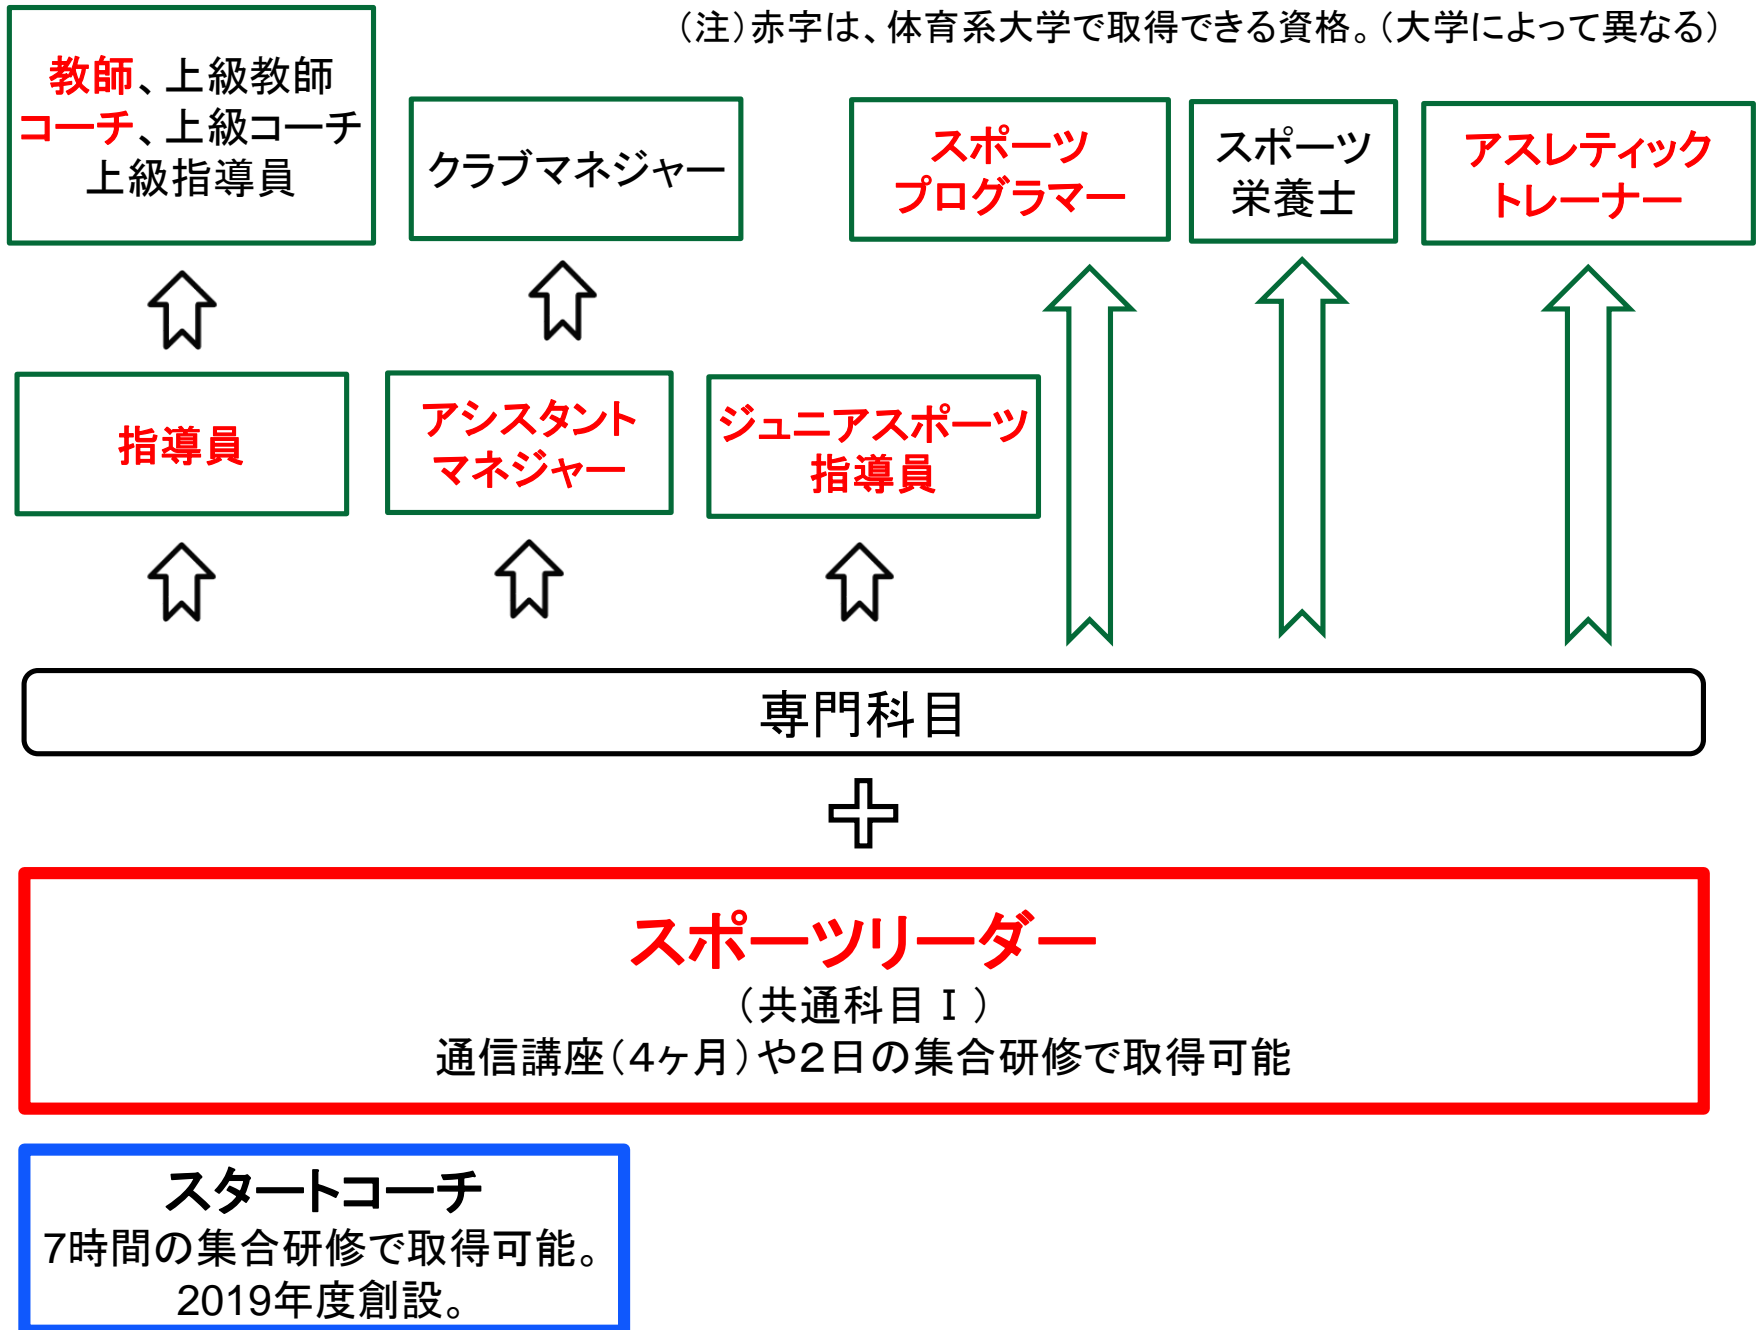 （注）赤字は、体育系大学で取得できる資格。（大学によって異なる）
教師、上級教師
コーチ、上級コーチ
上級指導員
クラブマネジャー
スポーツ
プログラマー
スポーツ
栄養士
アスレティック
トレーナー
指導員
アシスタント
マネジャー
ジュニアスポーツ
指導員
専門科目
スポーツリーダー
（共通科目Ⅰ）
通信講座（4ヶ月）や2日の集合研修で取得可能
スタートコーチ
7時間の集合研修で取得可能。
2019年度創設。